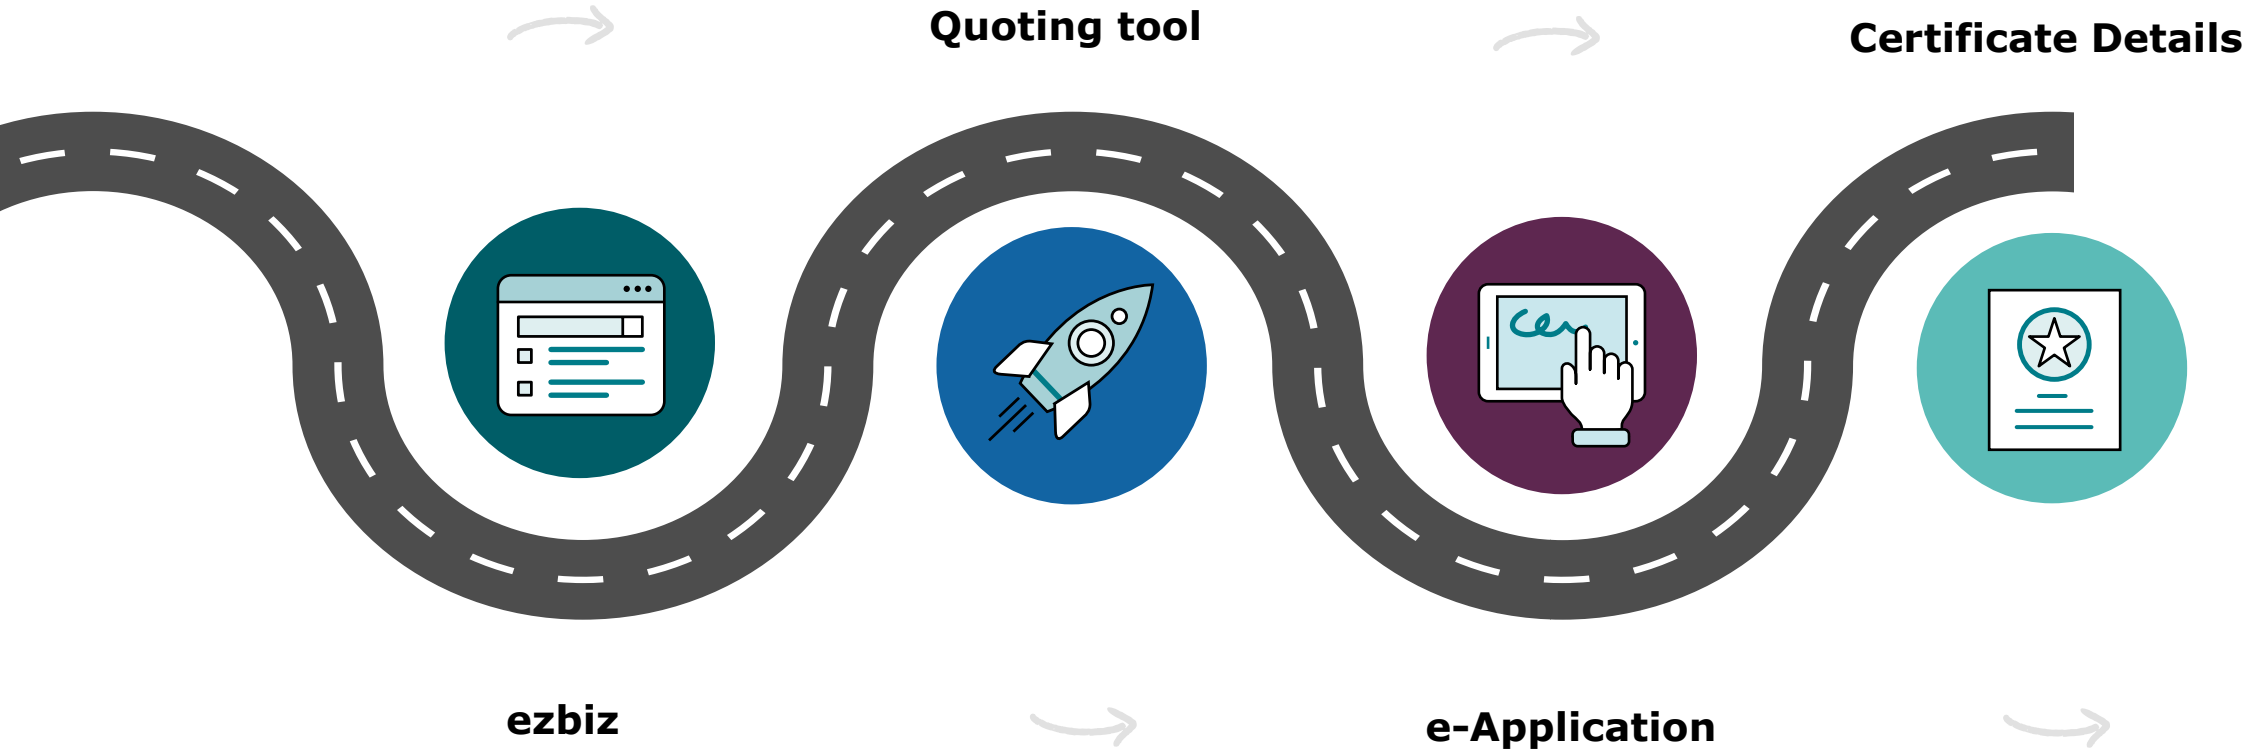 Quoting tool
Certificate Details
ezbiz
e-Application